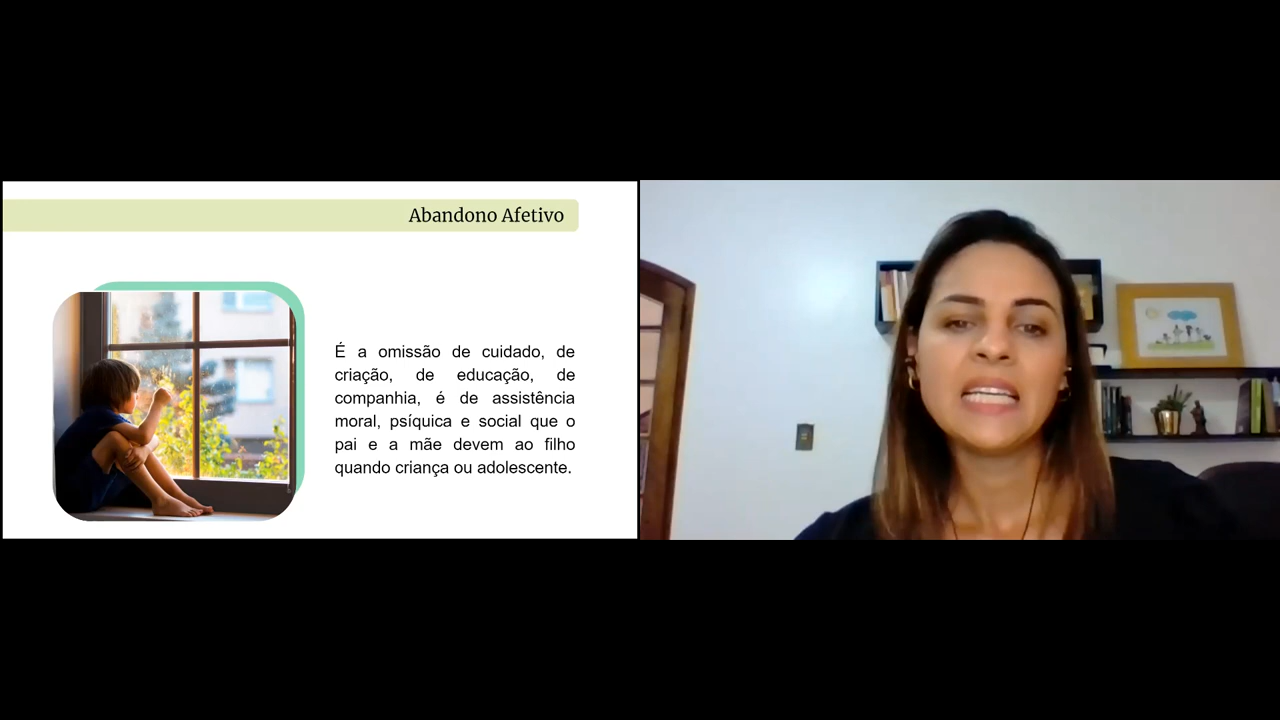 Abandono Afetivo
É a omissão de cuidado, de
criação, de educação, de
companhia, é de assistência
moral, psíquica e social que o
pai e a mãe devem ao filho
quando criança ou adolescente.